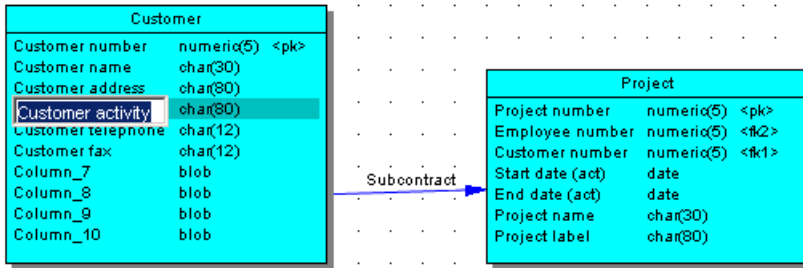 Customer
Customer number numeric(5) <pk>
Customer name char(30)
Customer address char(80)
Customer activity char(80)
Customer telephone char(12)
Customer fax char(12)
Column_7 blob
Column_8 blob
Column_9 blob
Column_10 blob
Subcontract
Project
Project number numeric(5) <pk>
Employee number numeric(5) <fk2>
Customer number numeric(5) <fk1>
Start date (act) date
End date (act) date
Project name char(30)
Project label char(80)